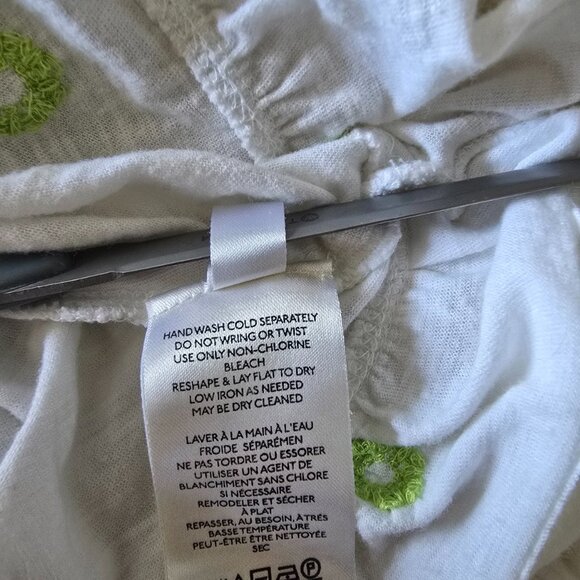 HAND WASH COLD SEPARATELY
DO NOT WRING OR TWIST
USE ONLY NON-CHLORINE
BLEACH
RESHAPE & LAY FLAT TO DRY
LOW IRON AS NEEDED
MAY BE DRY CLEANED
LAVER À LA MAIN À L'EAU
FROIDE SÉPARÉMEN
NE PAS TORDRE OU ESSORER
UTILISER UN AGENT DE
BLANCHIMENT SANS CHLORE
SI NÉCESSAIRE
REMODELER ET SÉCHER
À PLAT
REPASSER, AU BESOIN, À TRÈS
BASSE TEMPÉRATURE
PEUT-ÊTRE ÊTRE NETTOYÉE
SEC